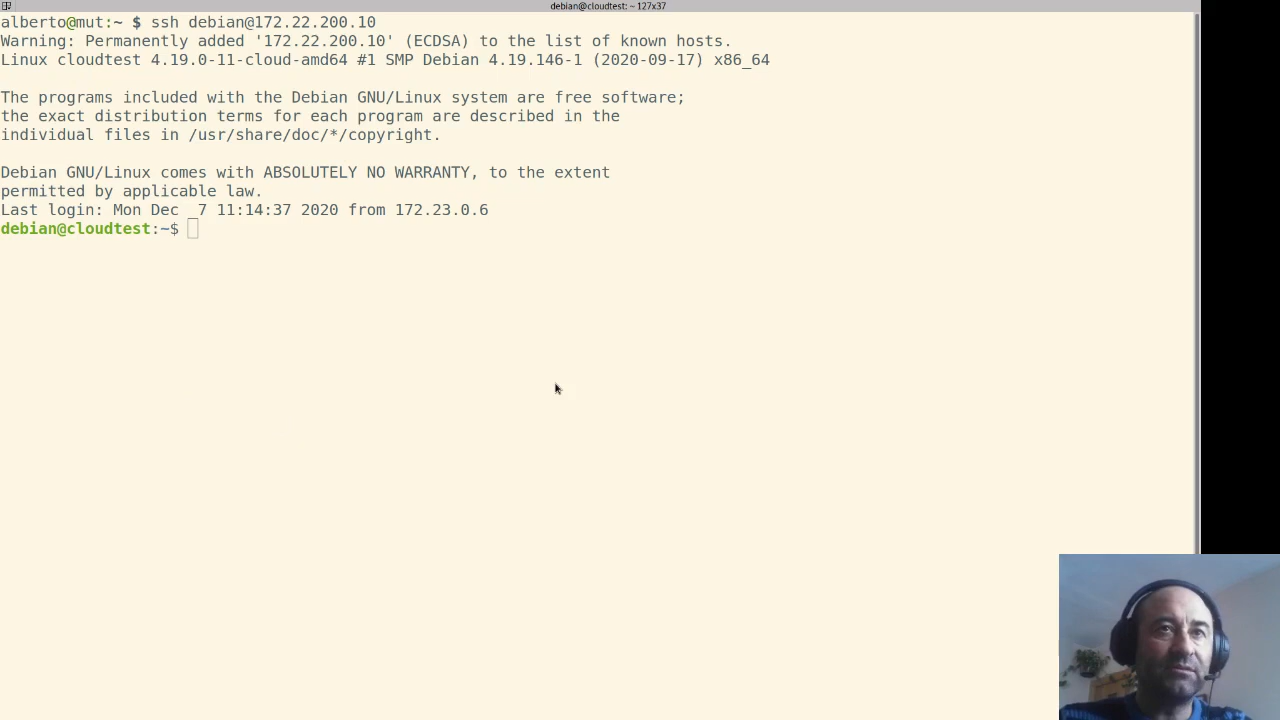 debian@cloudtest: ~ 127x37
alberto@mut:~ $ ssh debian@172.22.200.10
Warning: Permanently added '172.22.200.10' (ECDSA) to the list of known hosts.
Linux cloudtest 4.19.0-11-cloud-amd64 #1 SMP Debian 4.19.146-1 (2020-09-17) x86_64
The programs included with the Debian GNU/Linux system are free software;
the exact distribution terms for each program are described in the
individual files in /usr/share/doc/*/copyright.
Debian GNU/Linux comes with ABSOLUTELY NO WARRANTY, to the extent
permitted by applicable law.
Last login: Mon Dec  7 11:14:37 2020 from 172.23.0.6
debian@cloudtest:~$